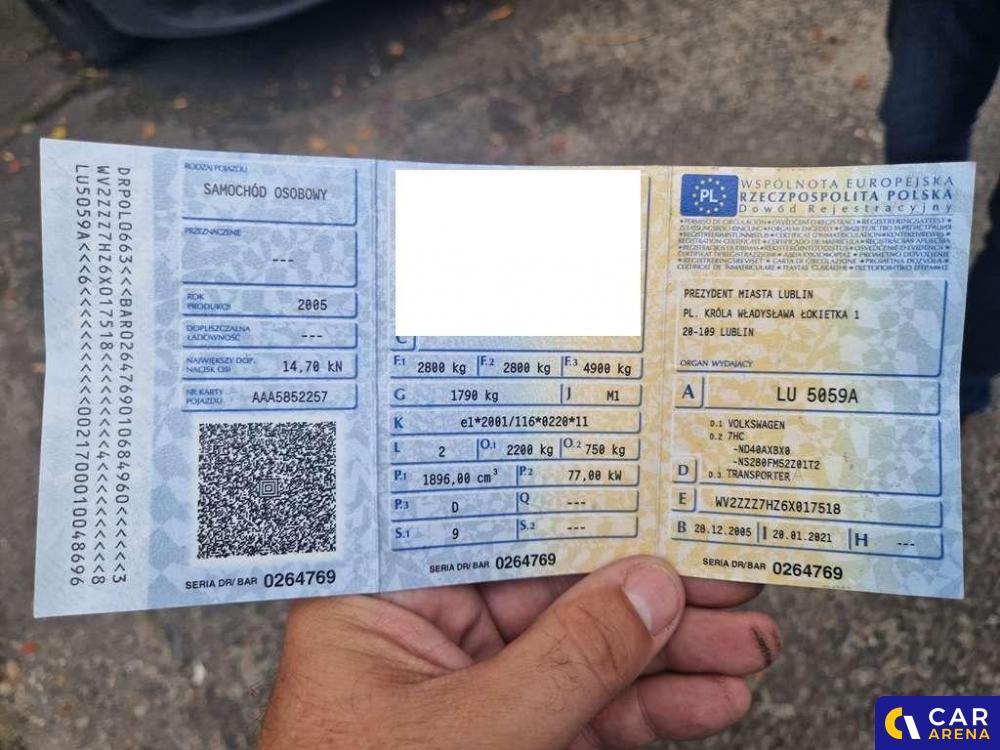 DRPOL0663<<BAR0264769010684960<<<<<3
WV2ZZZ7HZ6X017518<<<<<<4<<<<<<<<<<<8
LU5059A<<6<<<<<<<<<<0021700010048696
RODZAJ POJAZDU
SAMOCHÓD OSOBOWY
PRZEZNACZENIE
---
ROK PRODUKCJI
2005
DOPUSZCZALNA ŁADOWNOŚĆ
---
NAJWIĘKSZY DOP. NACISK OSI
14,70 kN
NR KARTY POJAZDU
AAA5852257
SERIA DR/BAR 0264769
C
F.1 2800 kg F.2 2800 kg F.3 4900 kg
G 1790 kg J M1
K e1*2001/116*0220*11
L 2 O.1 2200 kg O.2 750 kg
P.1 1896,00 cm³ P.2 77,00 kW
P.3 D Q ---
S.1 9 S.2 ---
SERIA DR/BAR 0264769
PL
WSPÓLNOTA EUROPEJSKA
RZECZPOSPOLITA POLSKA
Dowód Rejestracyjny
PREZYDENT MIASTA LUBLIN
PL. KRÓLA WŁADYSŁAWA ŁOKIETKA 1
20-109 LUBLIN
ORGAN WYDAJĄCY
A LU 5059A
D.1 VOLKSWAGEN
D.2 7HC
-ND40AXBX0
-NS280FM52Z01T2
D D.3 TRANSPORTER
E WV2ZZZ7HZ6X017518
B 28.12.2005 I 20.01.2021 H ---
SERIA DR/BAR 0264769
CAR
ARENA